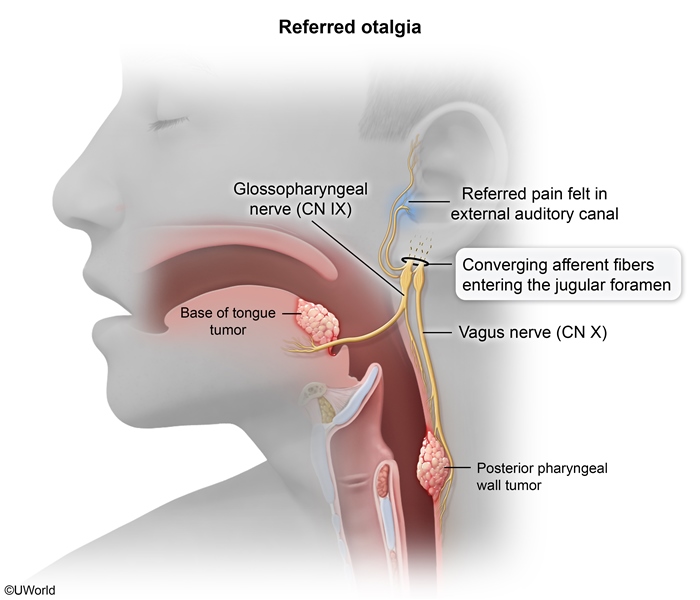 Referred otalgia
Glossopharyngeal
nerve (CN IX)
Referred pain felt in
external auditory canal
Converging afferent fibers
entering the jugular foramen
Base of tongue
tumor
Vagus nerve (CN X)
Posterior pharyngeal
wall tumor
©UWorld